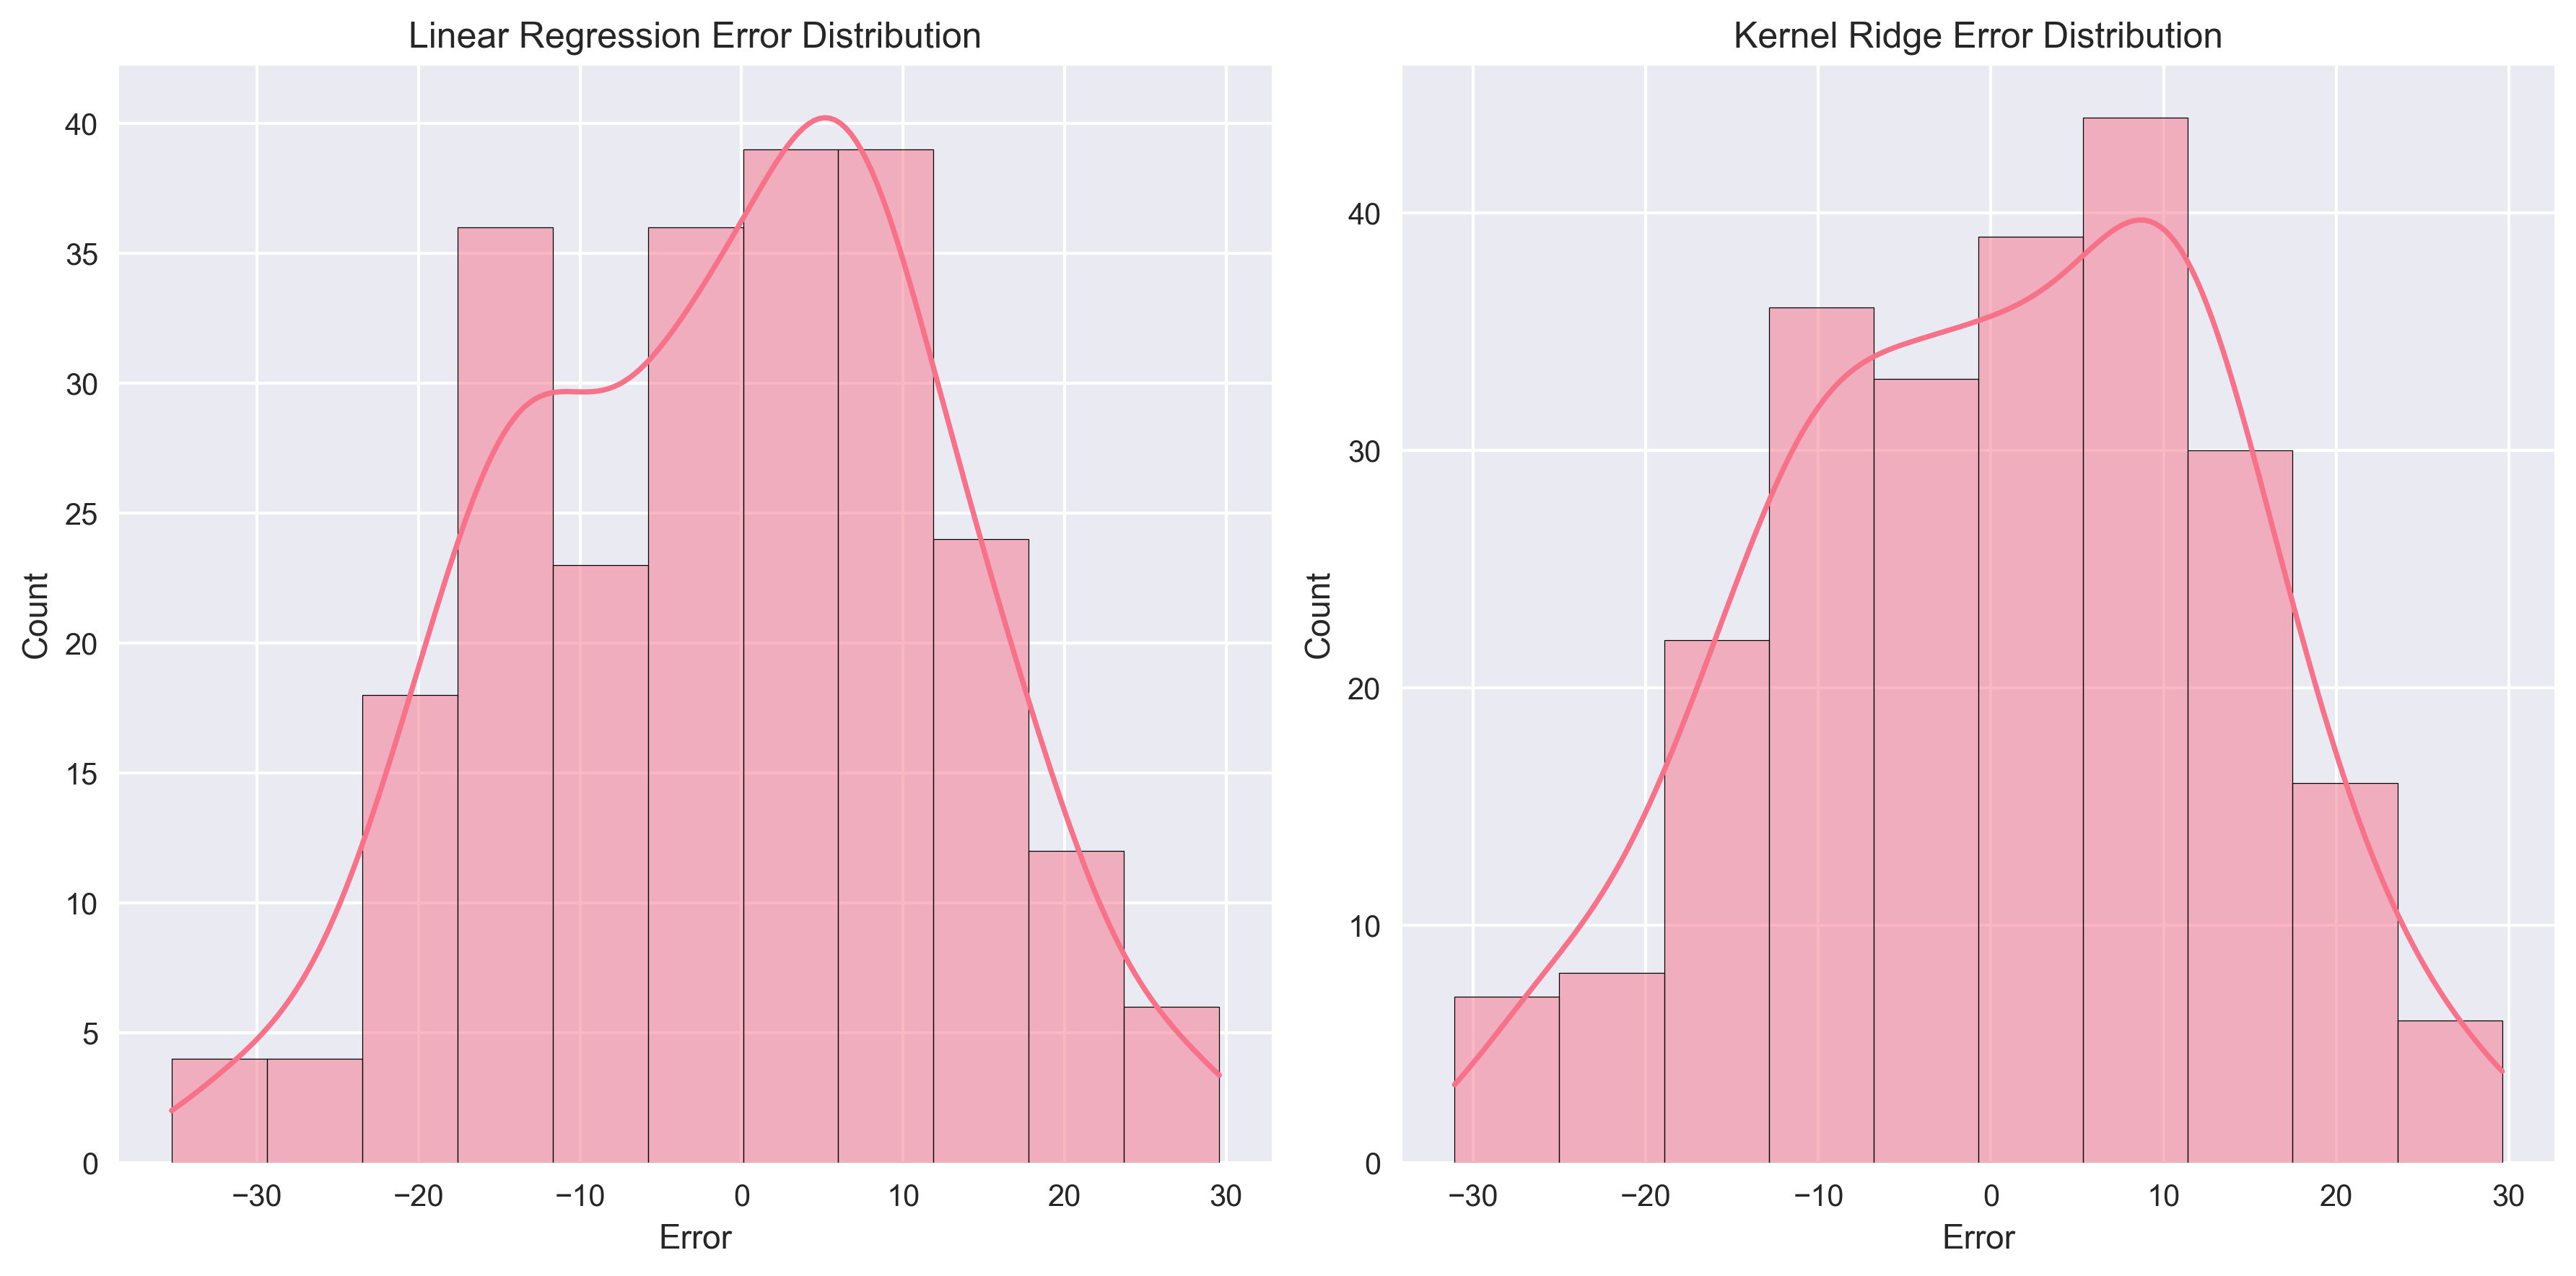 Linear Regression Error Distribution
40
35
30
25
20
15
10
5
0
Count
−30 −20 −10 0 10 20 30
Error
Kernel Ridge Error Distribution
40
30
20
10
0
Count
−30 −20 −10 0 10 20 30
Error